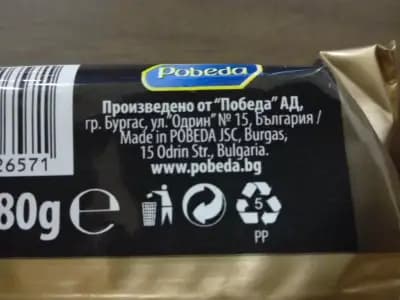 Pobeda
Произведено от "Победа" АД,
гр. Бургас, ул."Одрин" № 15, България /
Made in POBEDA JSC, Burgas,
15 Odrin Str., Bulgaria.
www.pobeda.bg
26571
80g e
5
PP